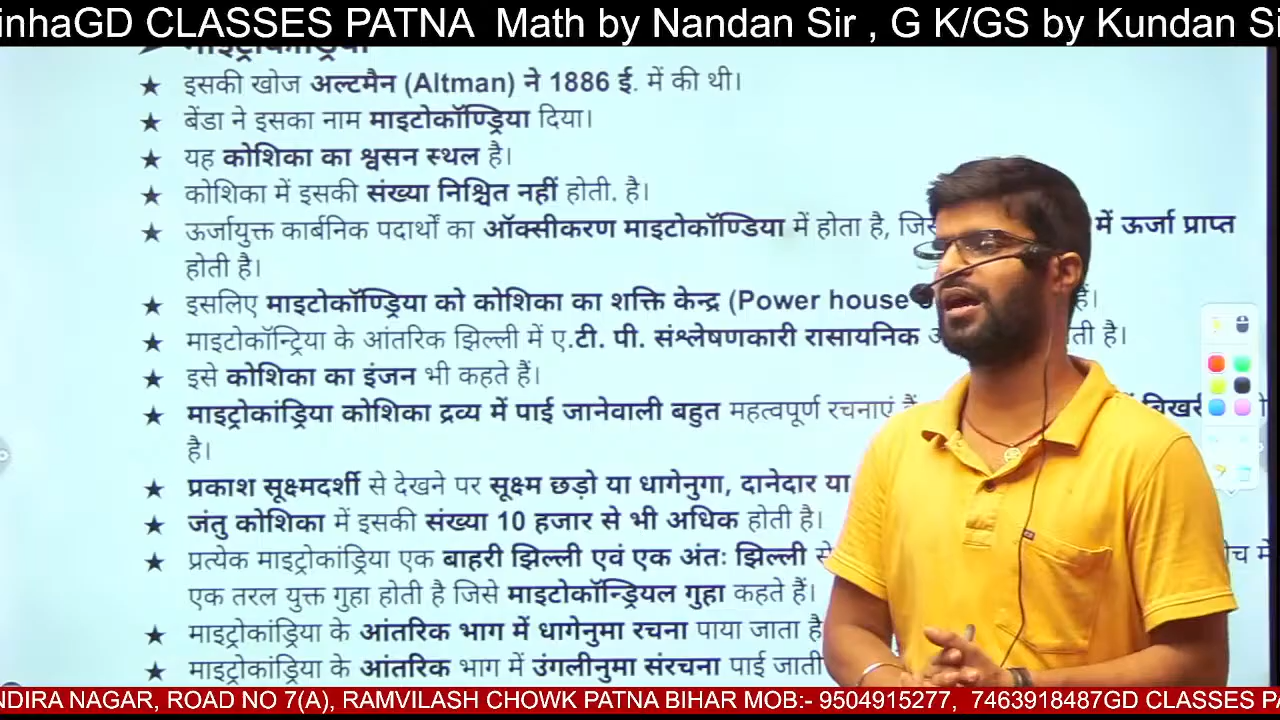 inhaGD CLASSES PATNA Math by Nandan Sir , G K/GS by Kundan Si
माइट्रोकांड्रिया
★ इसकी खोज अल्टमैन (Altman) ने 1886 ई. में की थी।
★ बेंडा ने इसका नाम माइटोकॉण्ड्रिया दिया।
★ यह कोशिका का श्वसन स्थल है।
★ कोशिका में इसकी संख्या निश्चित नहीं होती. है।
★ ऊर्जायुक्त कार्बनिक पदार्थों का ऑक्सीकरण माइटोकॉण्डिया में होता है, में ऊर्जा प्राप्त
होती है।
★ इसलिए माइटोकॉण्ड्रिया को कोशिका का शक्ति केन्द्र (Power house हैं।
★ माइटोकॉन्ट्रिया के आंतरिक झिल्ली में ए.टी. पी. संश्लेषणकारी रासायनिक है।
★ इसे कोशिका का इंजन भी कहते हैं।
★ माइट्रोकांड्रिया कोशिका द्रव्य में पाई जानेवाली बहुत महत्वपूर्ण रचनाएं
है।
★ प्रकाश सूक्ष्मदर्शी से देखने पर सूक्ष्म छड़ो या धागेनुगा, दानेदार या
★ जंतु कोशिका में इसकी संख्या 10 हजार से भी अधिक होती है।
★ प्रत्येक माइट्रोकांड्रिया एक बाहरी झिल्ली एवं एक अंतः झिल्ली में
एक तरल युक्त गुहा होती है जिसे माइटोकॉन्ड्रियल गुहा कहते हैं।
★ माइट्रोकांड्रिया के आंतरिक भाग में धागेनुमा रचना पाया जाता है
★ माइट्रोकांड्रिया के आंतरिक भाग में उंगलीनुमा संरचना पाई जाती
NDIRA NAGAR, ROAD NO 7(A), RAMVILASH CHOWK PATNA BIHAR MOB:- 9504915277, 7463918487GD CLASSES PA